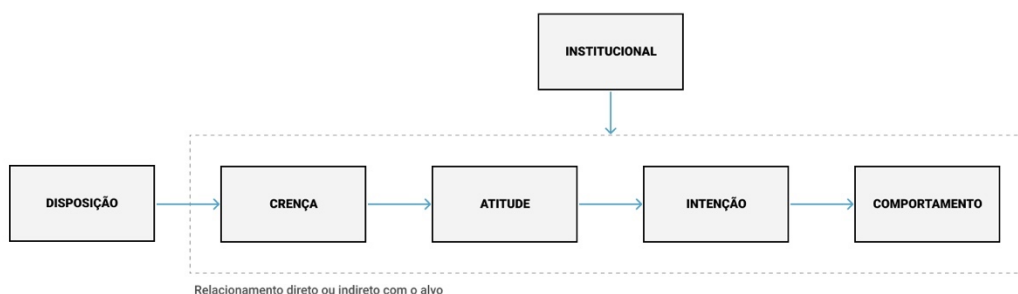 INSTITUCIONAL
DISPOSIÇÃO
CRENÇA
ATITUDE
INTENÇÃO
COMPORTAMENTO
Relacionamento direto ou indireto com o alvo